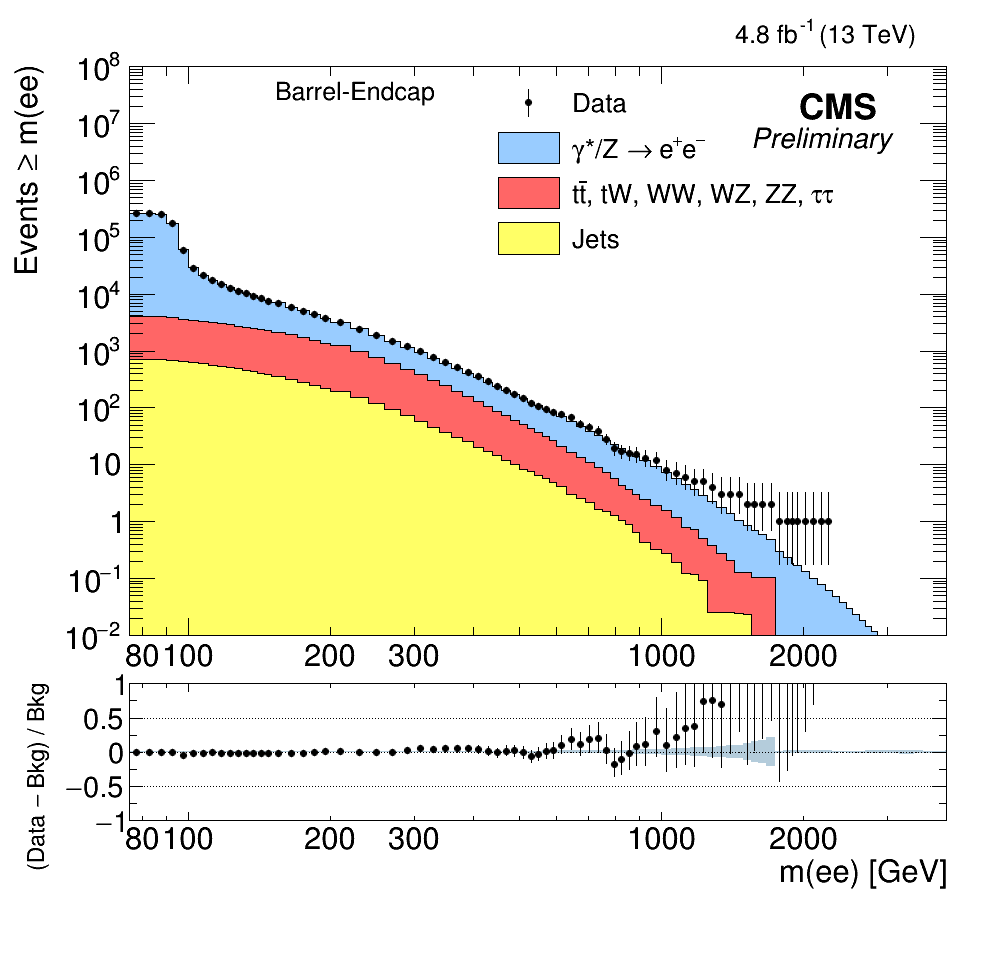 4.8 fb⁻¹ (13 TeV)
Events ≥ m(ee)
10⁸
10⁷
10⁶
10⁵
10⁴
10³
10²
10
1
10⁻¹
10⁻²
Barrel-Endcap
Data
γ*/Z → e⁺e⁻
tt̄, tW, WW, WZ, ZZ, ττ
Jets
CMS
Preliminary
80 100 200 300 1000 2000
(Data − Bkg) / Bkg
1
0.5
0
−0.5
−1
80 100 200 300 1000 2000
m(ee) [GeV]